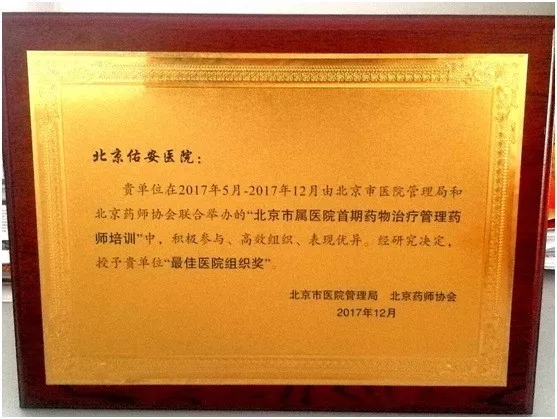 北京佑安医院：
贵单位在2017年5月-2017年12月由北京市医院管理局和
北京药师协会联合举办的“北京市属医院首期药物治疗管理药
师培训”中，积极参与、高效组织、表现优异。经研究决定，
授予贵单位“最佳医院组织奖”。
北京市医院管理局 北京药师协会
2017年12月